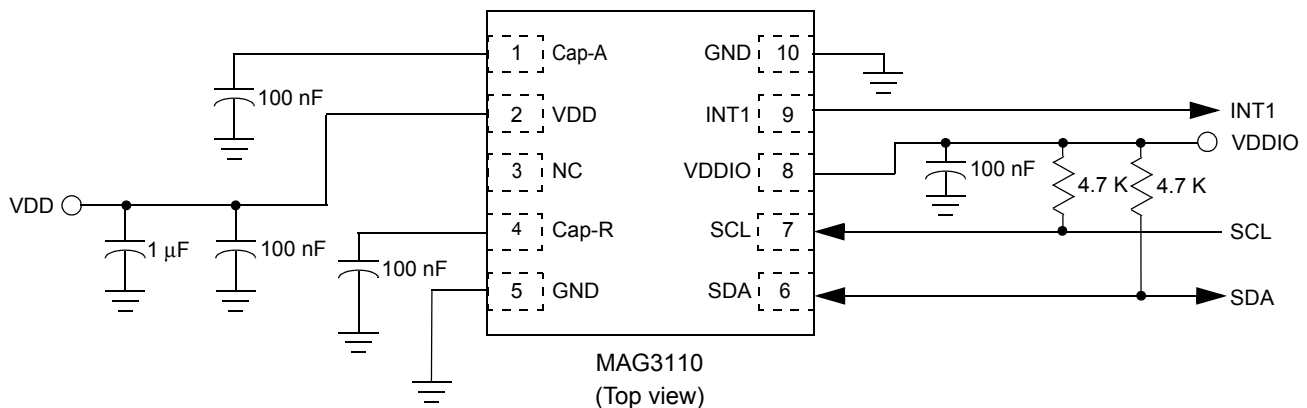 1 Cap-A
GND 10
100 nF
2 VDD
INT1 9
INT1
VDDIO
3 NC
VDDIO 8
100 nF
4.7 K
4.7 K
VDD
1 μF
100 nF
4 Cap-R
SCL 7
SCL
100 nF
5 GND
SDA 6
SDA
MAG3110
(Top view)